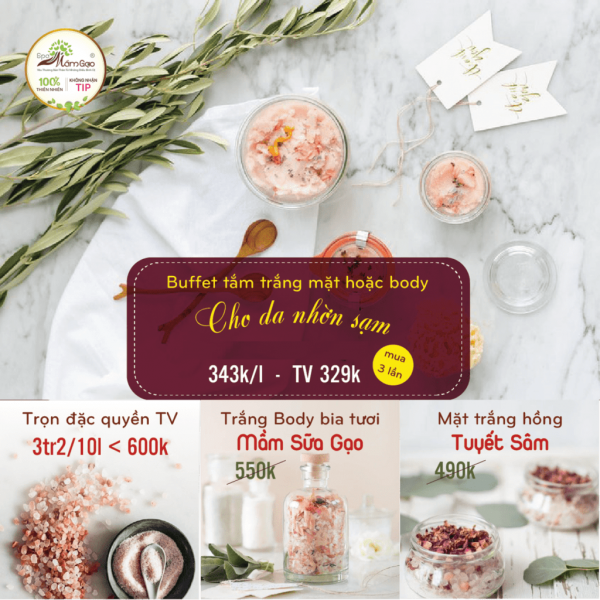 Spa
Mầm Gạo
100%
THIÊN NHIÊN
KHÔNG NHẬN
TIP
Buffet tắm trắng mặt hoặc body
Cho da nhờn sạm
343k/l - TV 329k
mua
3 lần
Trọn đặc quyền TV
3tr2/10l < 600k
Trắng Body bia tươi
Mầm Sữa Gạo
550k
Mặt trắng hồng
Tuyết Sâm
490k